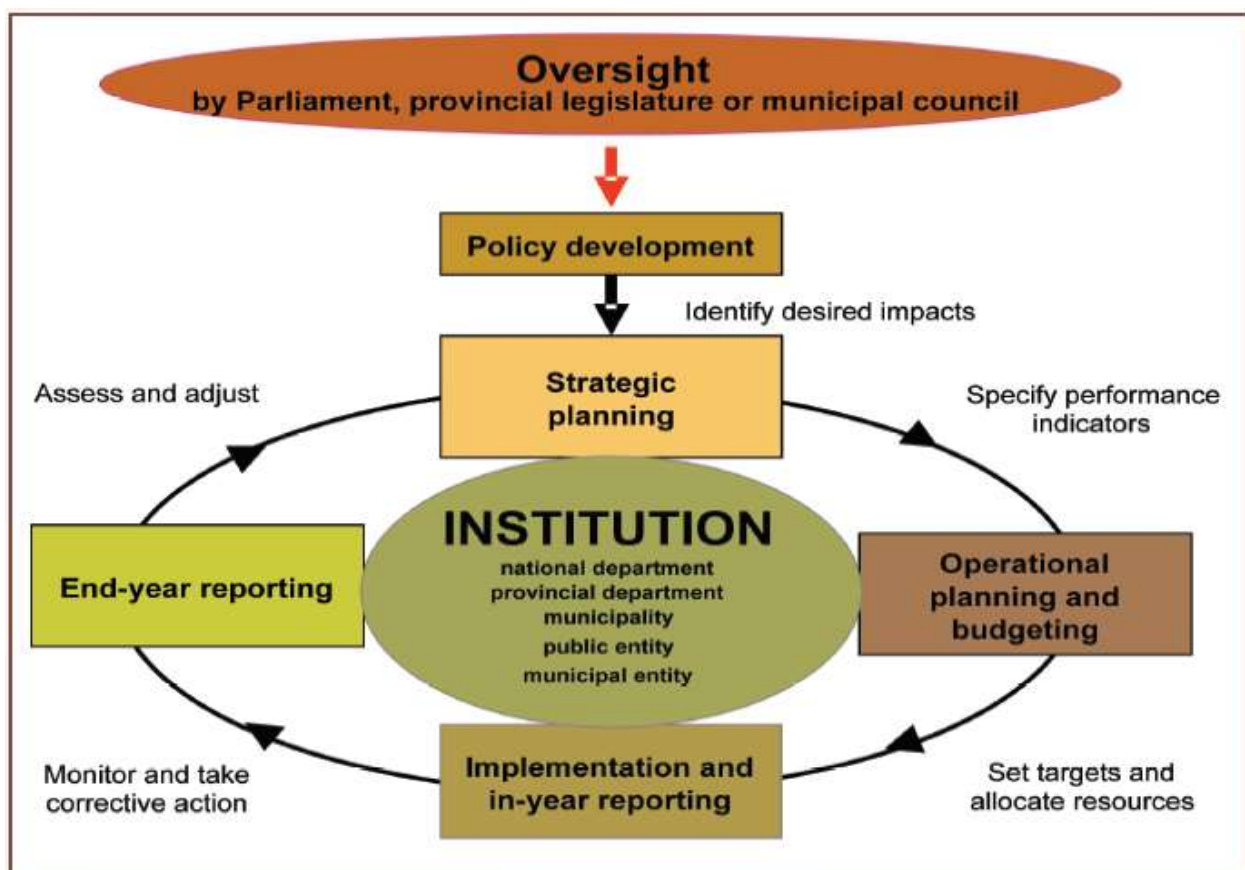 Oversight
by Parliament, provincial legislature or municipal council
Policy development
Identify desired impacts
Strategic
planning
Assess and adjust
Specify performance
indicators
INSTITUTION
national department
provincial department
municipality
public entity
municipal entity
End-year reporting
Operational
planning and
budgeting
Implementation and
in-year reporting
Monitor and take
corrective action
Set targets and
allocate resources